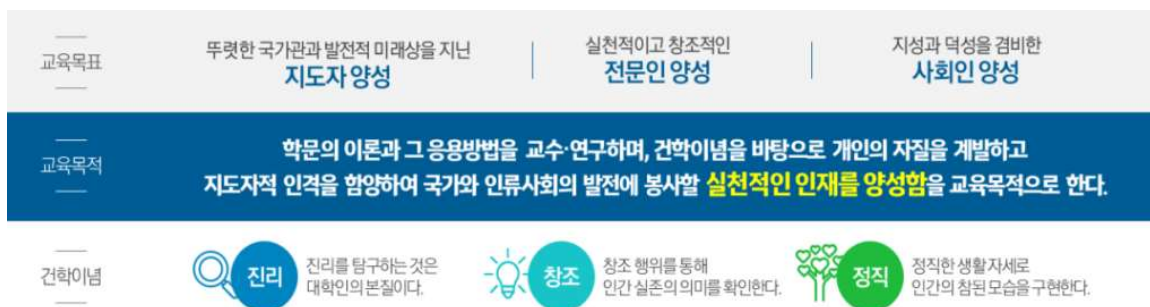 교육목표
뚜렷한 국가관과 발전적 미래상을 지닌
지도자 양성
실천적이고 창조적인
전문인 양성
지성과 덕성을 겸비한
사회인 양성
교육목적
학문의 이론과 그 응용방법을 교수·연구하며, 건학이념을 바탕으로 개인의 자질을 계발하고
지도자적 인격을 함양하여 국가와 인류사회의 발전에 봉사할 실천적인 인재를 양성함을 교육목적으로 한다.
건학이념
진리
진리를 탐구하는 것은
대학인의 본질이다.
창조
창조 행위를 통해
인간 실존의 의미를 확인한다.
정직
정직한 생활 자세로
인간의 참된 모습을 구현한다.